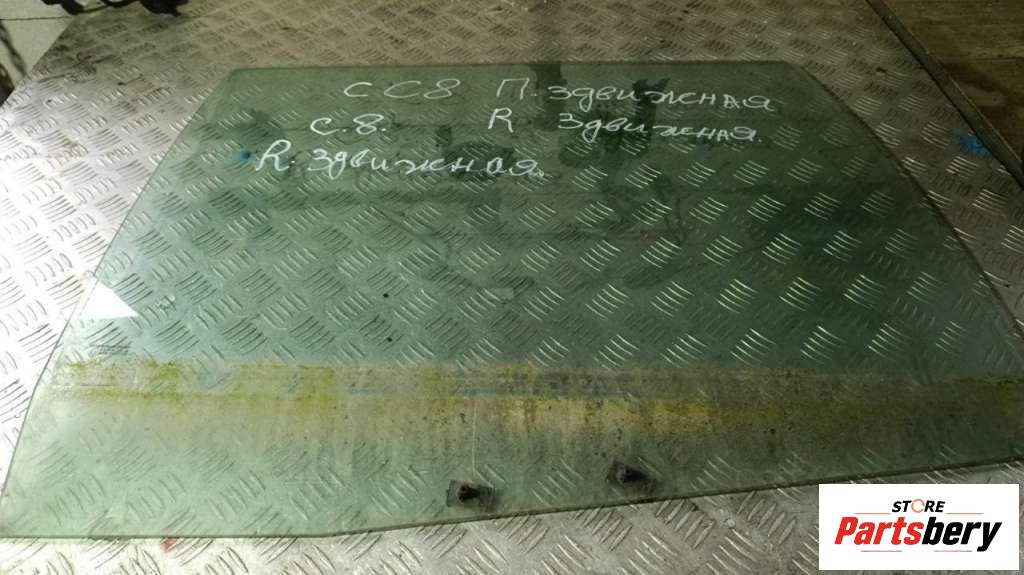 СС8 П. Здвижная
С.8. R Здвижная
R. Здвижная.
STORE
Partsbery